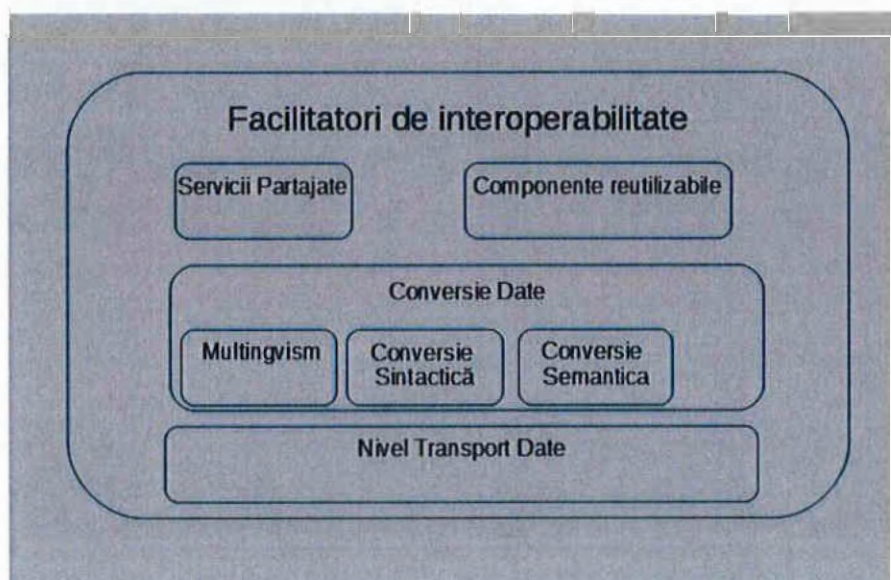 Facilitatori de interoperabilitate
Servicii Partajate
Componente reutilizabile
Conversie Date
Multingvism
Conversie
Sintactică
Conversie
Semantica
Nivel Transport Date